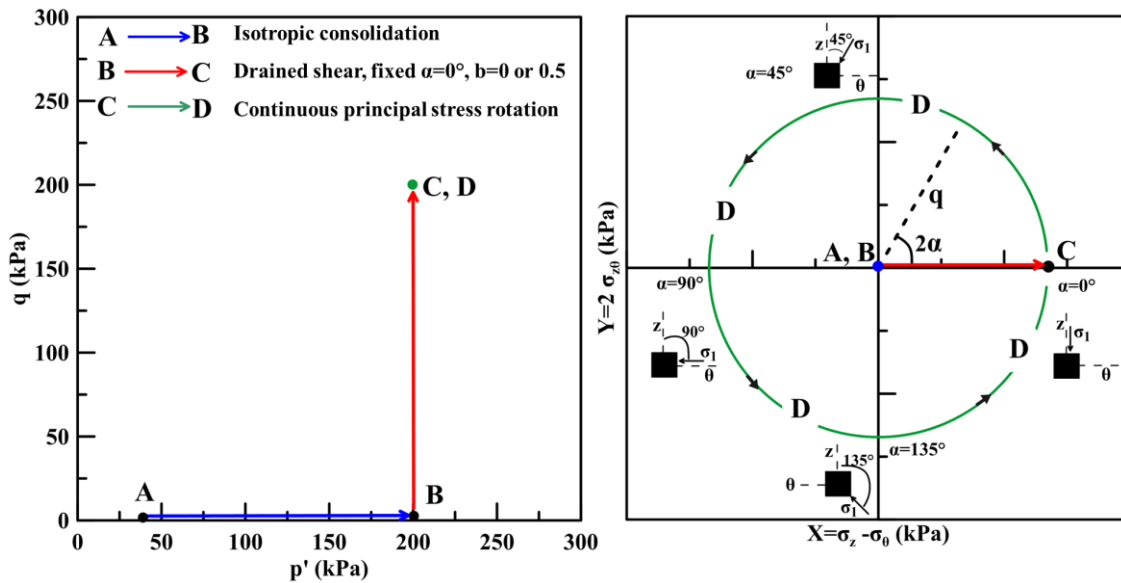 A B Isotropic consolidation
B C Drained shear, fixed α=0°, b=0 or 0.5
C D Continuous principal stress rotation
300
250
200
150
100
50
0
C, D
A
B
0 50 100 150 200 250 300
q (kPa)
p' (kPa)
z 45° σ₁
α=45°
θ
D
D
q
2α
A, B
C
α=90°
α=0°
z 90°
σ₁
θ
z
σ₁
θ
D
D
α=135°
z 135°
θ
σ₁
Y=2 σzθ (kPa)
X=σz -σθ (kPa)